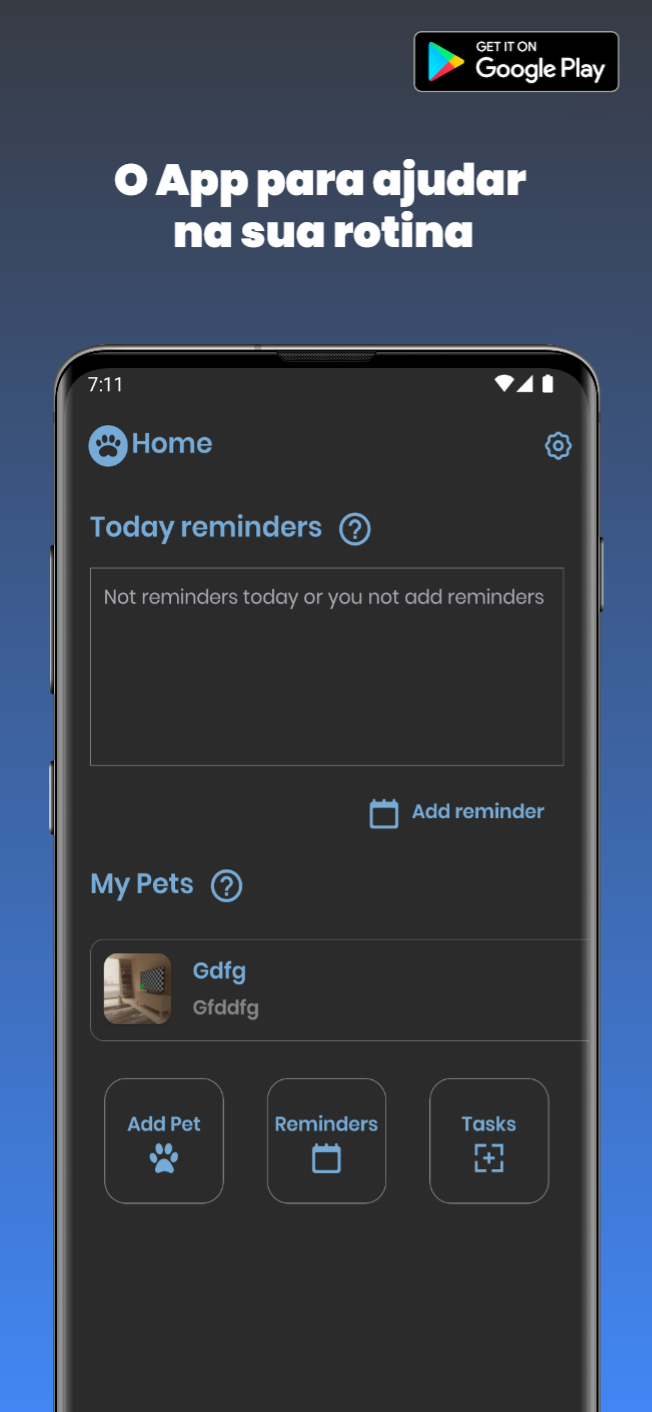 GET IT ON
Google Play
O App para ajudar
na sua rotina
7:11
Home
Today reminders
Not reminders today or you not add reminders
Add reminder
My Pets
Gdfg
Gfddfg
Add Pet
Reminders
Tasks